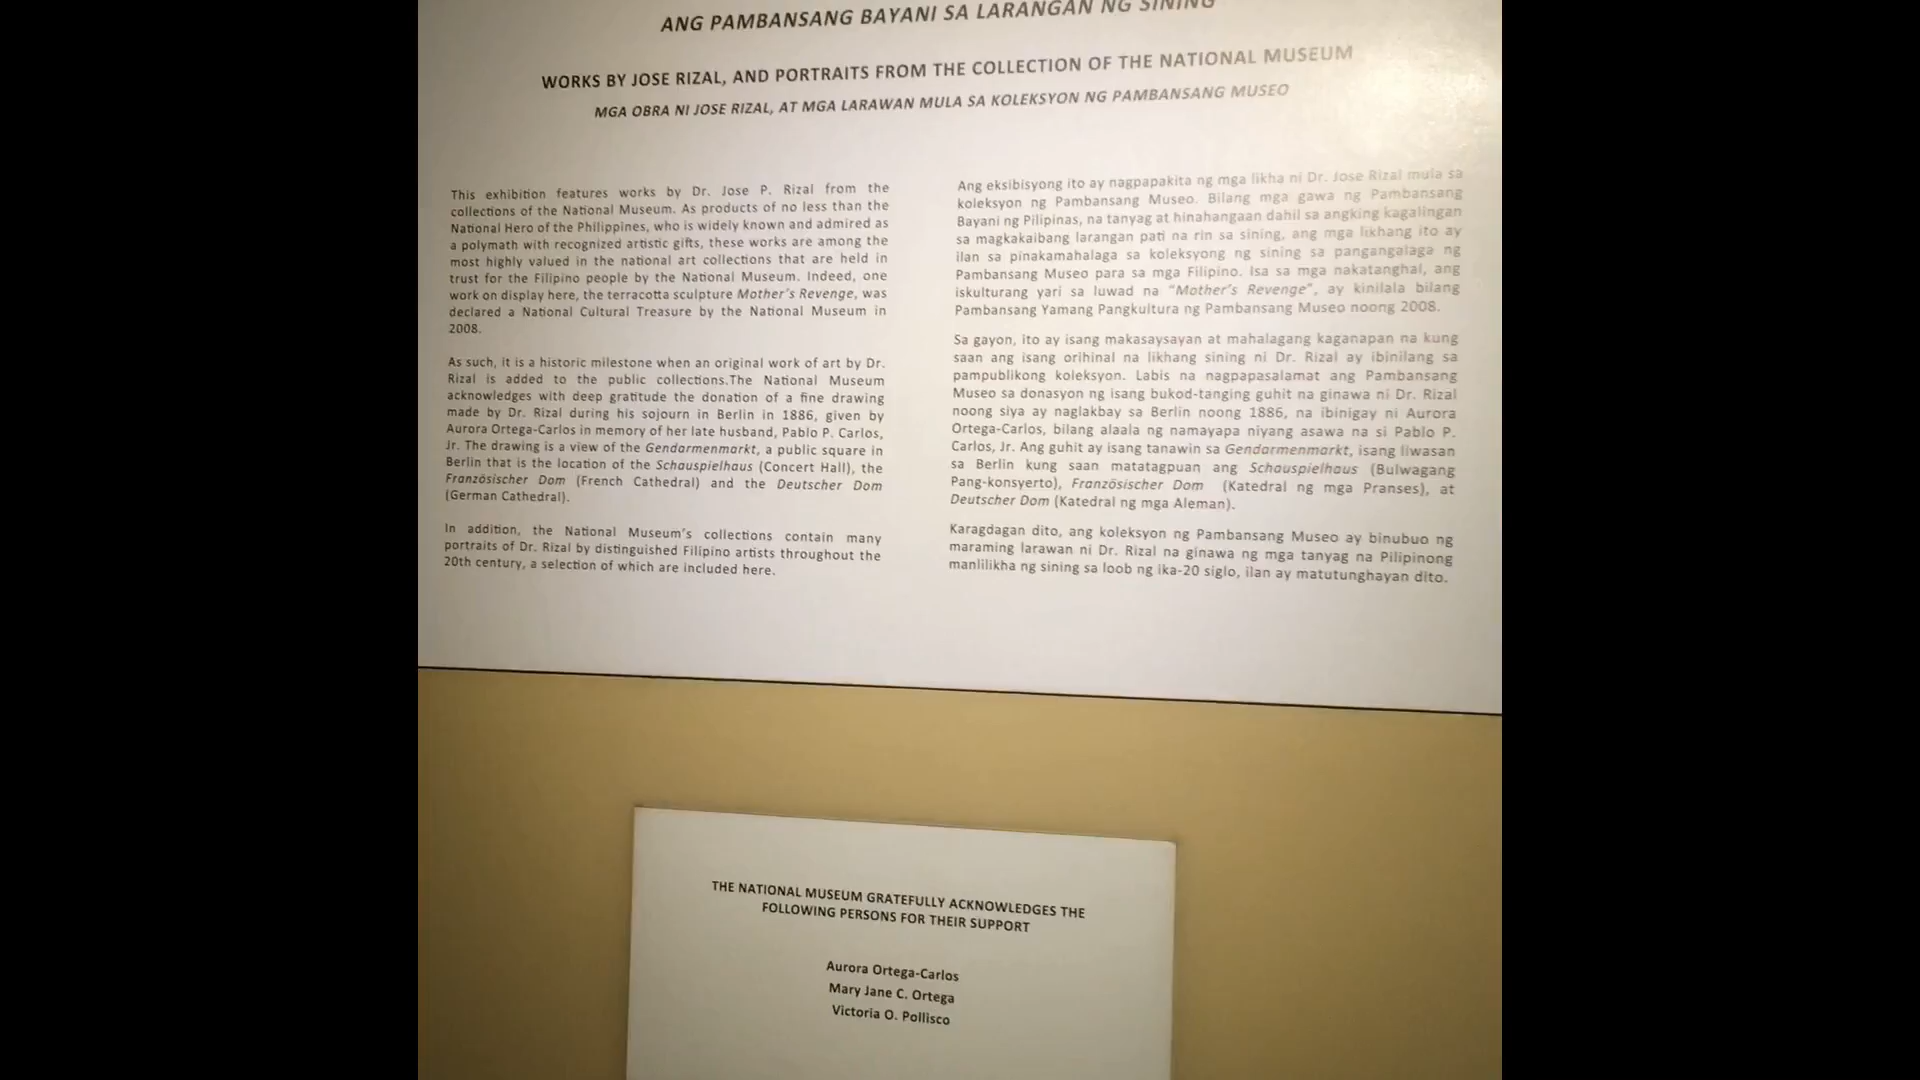 ANG PAMBANSANG BAYANI SA LARANGAN NG SINING
WORKS BY JOSE RIZAL, AND PORTRAITS FROM THE COLLECTION OF THE NATIONAL MUSEUM
MGA OBRA NI JOSE RIZAL, AT MGA LARAWAN MULA SA KOLEKSYON NG PAMBANSANG MUSEO
This exhibition features works by Dr. Jose P. Rizal from the
collections of the National Museum. As products of no less than the
National Hero of the Philippines, who is widely known and admired as
a polymath with recognized artistic gifts, these works are among the
most highly valued in the national art collections that are held in
trust for the Filipino people by the National Museum. Indeed, one
work on display here, the terracotta sculpture Mother's Revenge, was
declared a National Cultural Treasure by the National Museum in
2008.
As such, it is a historic milestone when an original work of art by Dr.
Rizal is added to the public collections.The National Museum
acknowledges with deep gratitude the donation of a fine drawing
made by Dr. Rizal during his sojourn in Berlin in 1886, given by
Aurora Ortega-Carlos in memory of her late husband, Pablo P. Carlos,
Jr. The drawing is a view of the Gendarmenmarkt, a public square in
Berlin that is the location of the Schauspielhaus (Concert Hall), the
Französischer Dom (French Cathedral) and the Deutscher Dom
(German Cathedral).
In addition, the National Museum's collections contain many
portraits of Dr. Rizal by distinguished Filipino artists throughout the
20th century, a selection of which are included here.
Ang eksibisyong ito ay nagpapakita ng mga likha ni Dr. Jose Rizal mula sa
koleksyon ng Pambansang Museo. Bilang mga gawa ng Pambansang
Bayani ng Pilipinas, na tanyag at hinahangaan dahil sa angking kagalingan
sa magkakaibang larangan pati na rin sa sining, ang mga likhang ito ay
ilan sa pinakamahalaga sa koleksyong ng sining sa pangangalaga ng
Pambansang Museo para sa mga Filipino. Isa sa mga nakatanghal, ang
iskulturang yari sa luwad na "Mother's Revenge", ay kinilala bilang
Pambansang Yamang Pangkultura ng Pambansang Museo noong 2008.
Sa gayon, ito ay isang makasaysayan at mahalagang kaganapan na kung
saan ang isang orihinal na likhang sining ni Dr. Rizal ay ibinilang sa
pampublikong koleksyon. Labis na nagpapasalamat ang Pambansang
Museo sa donasyon ng isang bukod-tanging guhit na ginawa ni Dr. Rizal
noong siya ay naglakbay sa Berlin noong 1886, na ibinigay ni Aurora
Ortega-Carlos, bilang alaala ng namayapa niyang asawa na si Pablo P.
Carlos, Jr. Ang guhit ay isang tanawin sa Gendarmenmarkt, isang liwasan
sa Berlin kung saan matatagpuan ang Schauspielhaus (Bulwagang
Pang-konsyerto), Französischer Dom (Katedral ng mga Pranses), at
Deutscher Dom (Katedral ng mga Aleman).
Karagdagan dito, ang koleksyon ng Pambansang Museo ay binubuo ng
maraming larawan ni Dr. Rizal na ginawa ng mga tanyag na Pilipinong
manlilikha ng sining sa loob ng ika-20 siglo, ilan ay matutunghayan dito.
THE NATIONAL MUSEUM GRATEFULLY ACKNOWLEDGES THE
FOLLOWING PERSONS FOR THEIR SUPPORT
Aurora Ortega-Carlos
Mary Jane C. Ortega
Victoria O. Pollisco